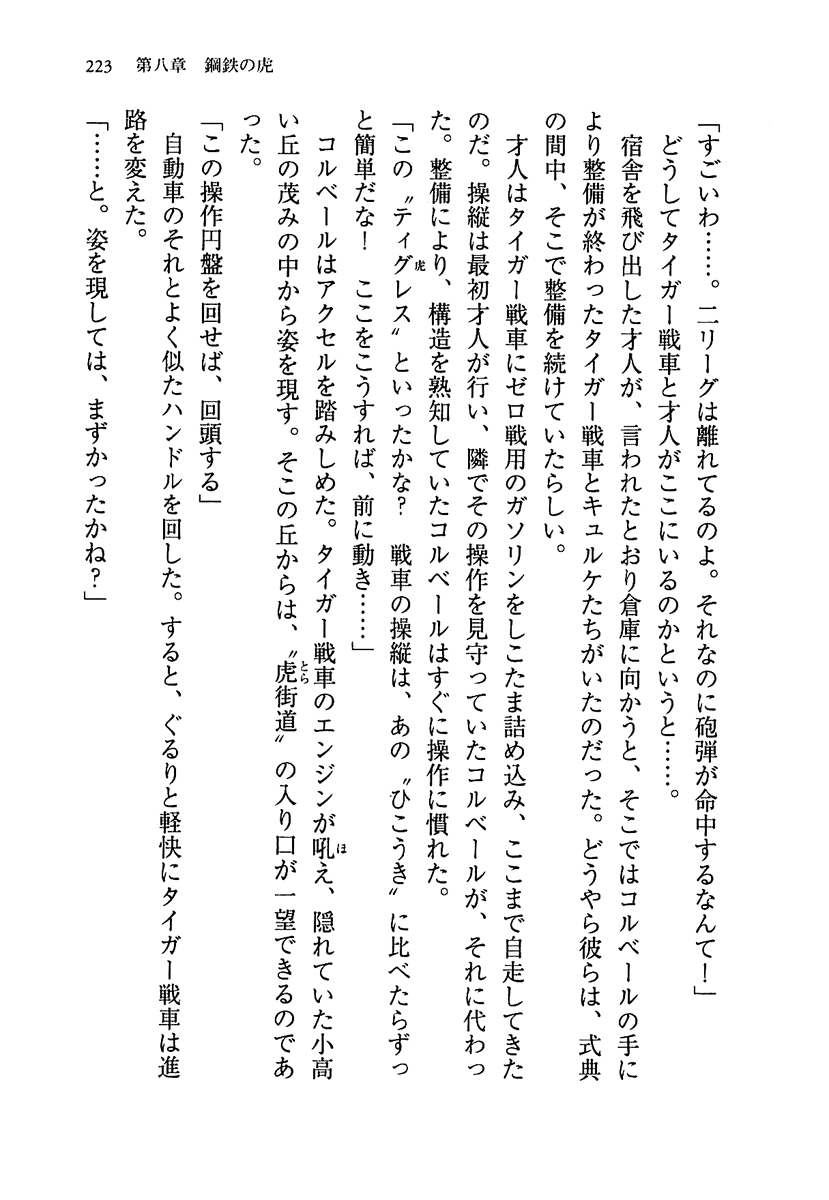 223　第八章　鋼鉄の虎
「すごいわ……。二リーグは離れてるのよ。それなのに砲弾が命中するなんて！」
　どうしてタイガー戦車と才人がここにいるのかというと……。
　宿舎を飛び出した才人が、言われたとおり倉庫に向かうと、そこではコルベールの手に
より整備が終わったタイガー戦車とキュルケたちがいたのだった。どうやら彼らは、式典
の間中、そこで整備を続けていたらしい。
　才人はタイガー戦車にゼロ戦用のガソリンをしこたま詰め込み、ここまで自走してきた
のだ。操縦は最初才人が行い、隣でその操作を見守っていたコルベールが、それに代わっ
た。整備により、構造を熟知していたコルベールはすぐに操作に慣れた。
「この〝ティグレス虎〟といったかな？　戦車の操縦は、あの〝ひこうき〟に比べたらずっ
と簡単だな！　ここをこうすれば、前に動き……」
　コルベールはアクセルを踏みしめた。タイガー戦車のエンジンが吼ほえ、隠れていた小高
い丘の茂みの中から姿を現す。そこの丘からは、〝虎とら街道〟の入り口が一望できるのであ
った。
「この操作円盤を回せば、回頭する」
　自動車のそれとよく似たハンドルを回した。すると、ぐるりと軽快にタイガー戦車は進
路を変えた。
「……と。姿を現しては、まずかったかね？」